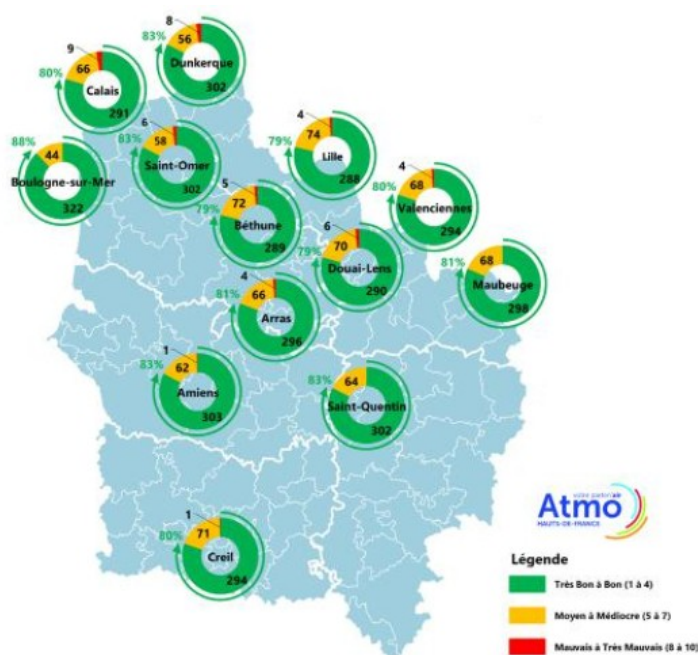 8
83%
56
Dunkerque
302
9
80%
66
Calais
291
6
83%
58
Saint-Omer
302
4
79%
74
Lille
288
88%
44
Boulogne-sur-Mer
322
5
72
79%
Béthune
289
4
80%
68
Valenciennes
294
6
79%
70
Douai-Lens
290
81%
68
Maubeuge
298
4
81%
66
Arras
296
1
83%
62
Amiens
303
83%
64
Saint-Quentin
302
1
80%
71
Creil
294
votre parten'air
Atmo
HAUTS-DE-FRANCE
Légende
Très Bon à Bon (1 à 4)
Moyen à Médiocre (5 à 7)
Mauvais à Très Mauvais (8 à 10)